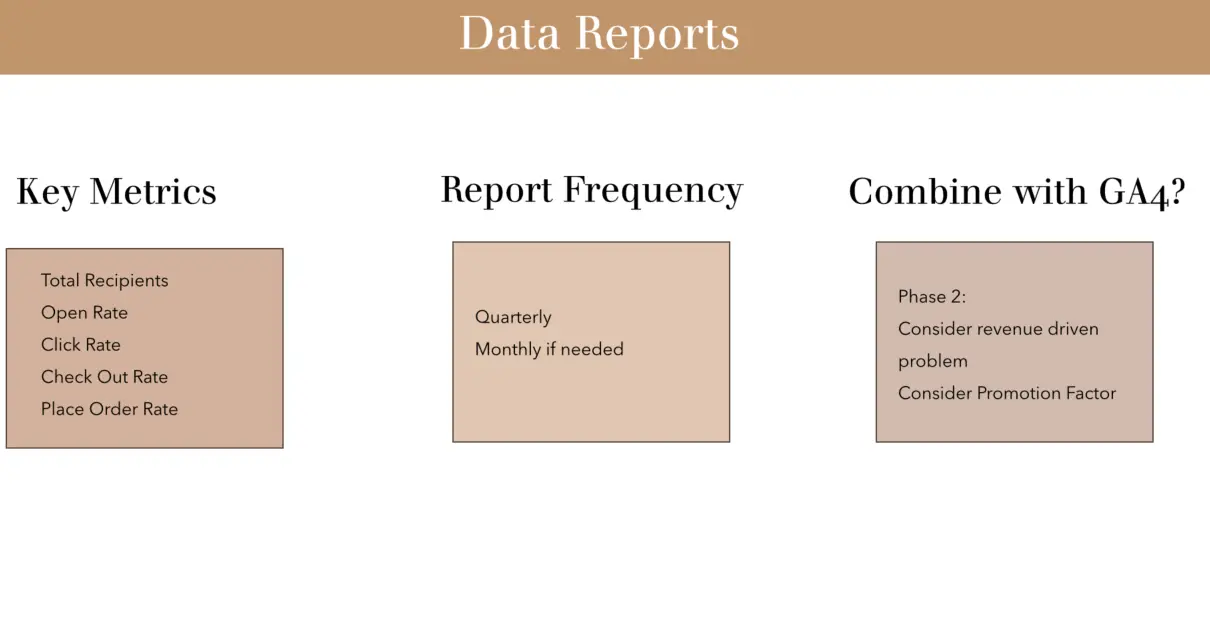 Data Reports
Key Metrics
Total Recipients
Open Rate
Click Rate
Check Out Rate
Place Order Rate
Report Frequency
Quarterly
Monthly if needed
Combine with GA4?
Phase 2:
Consider revenue driven
problem
Consider Promotion Factor